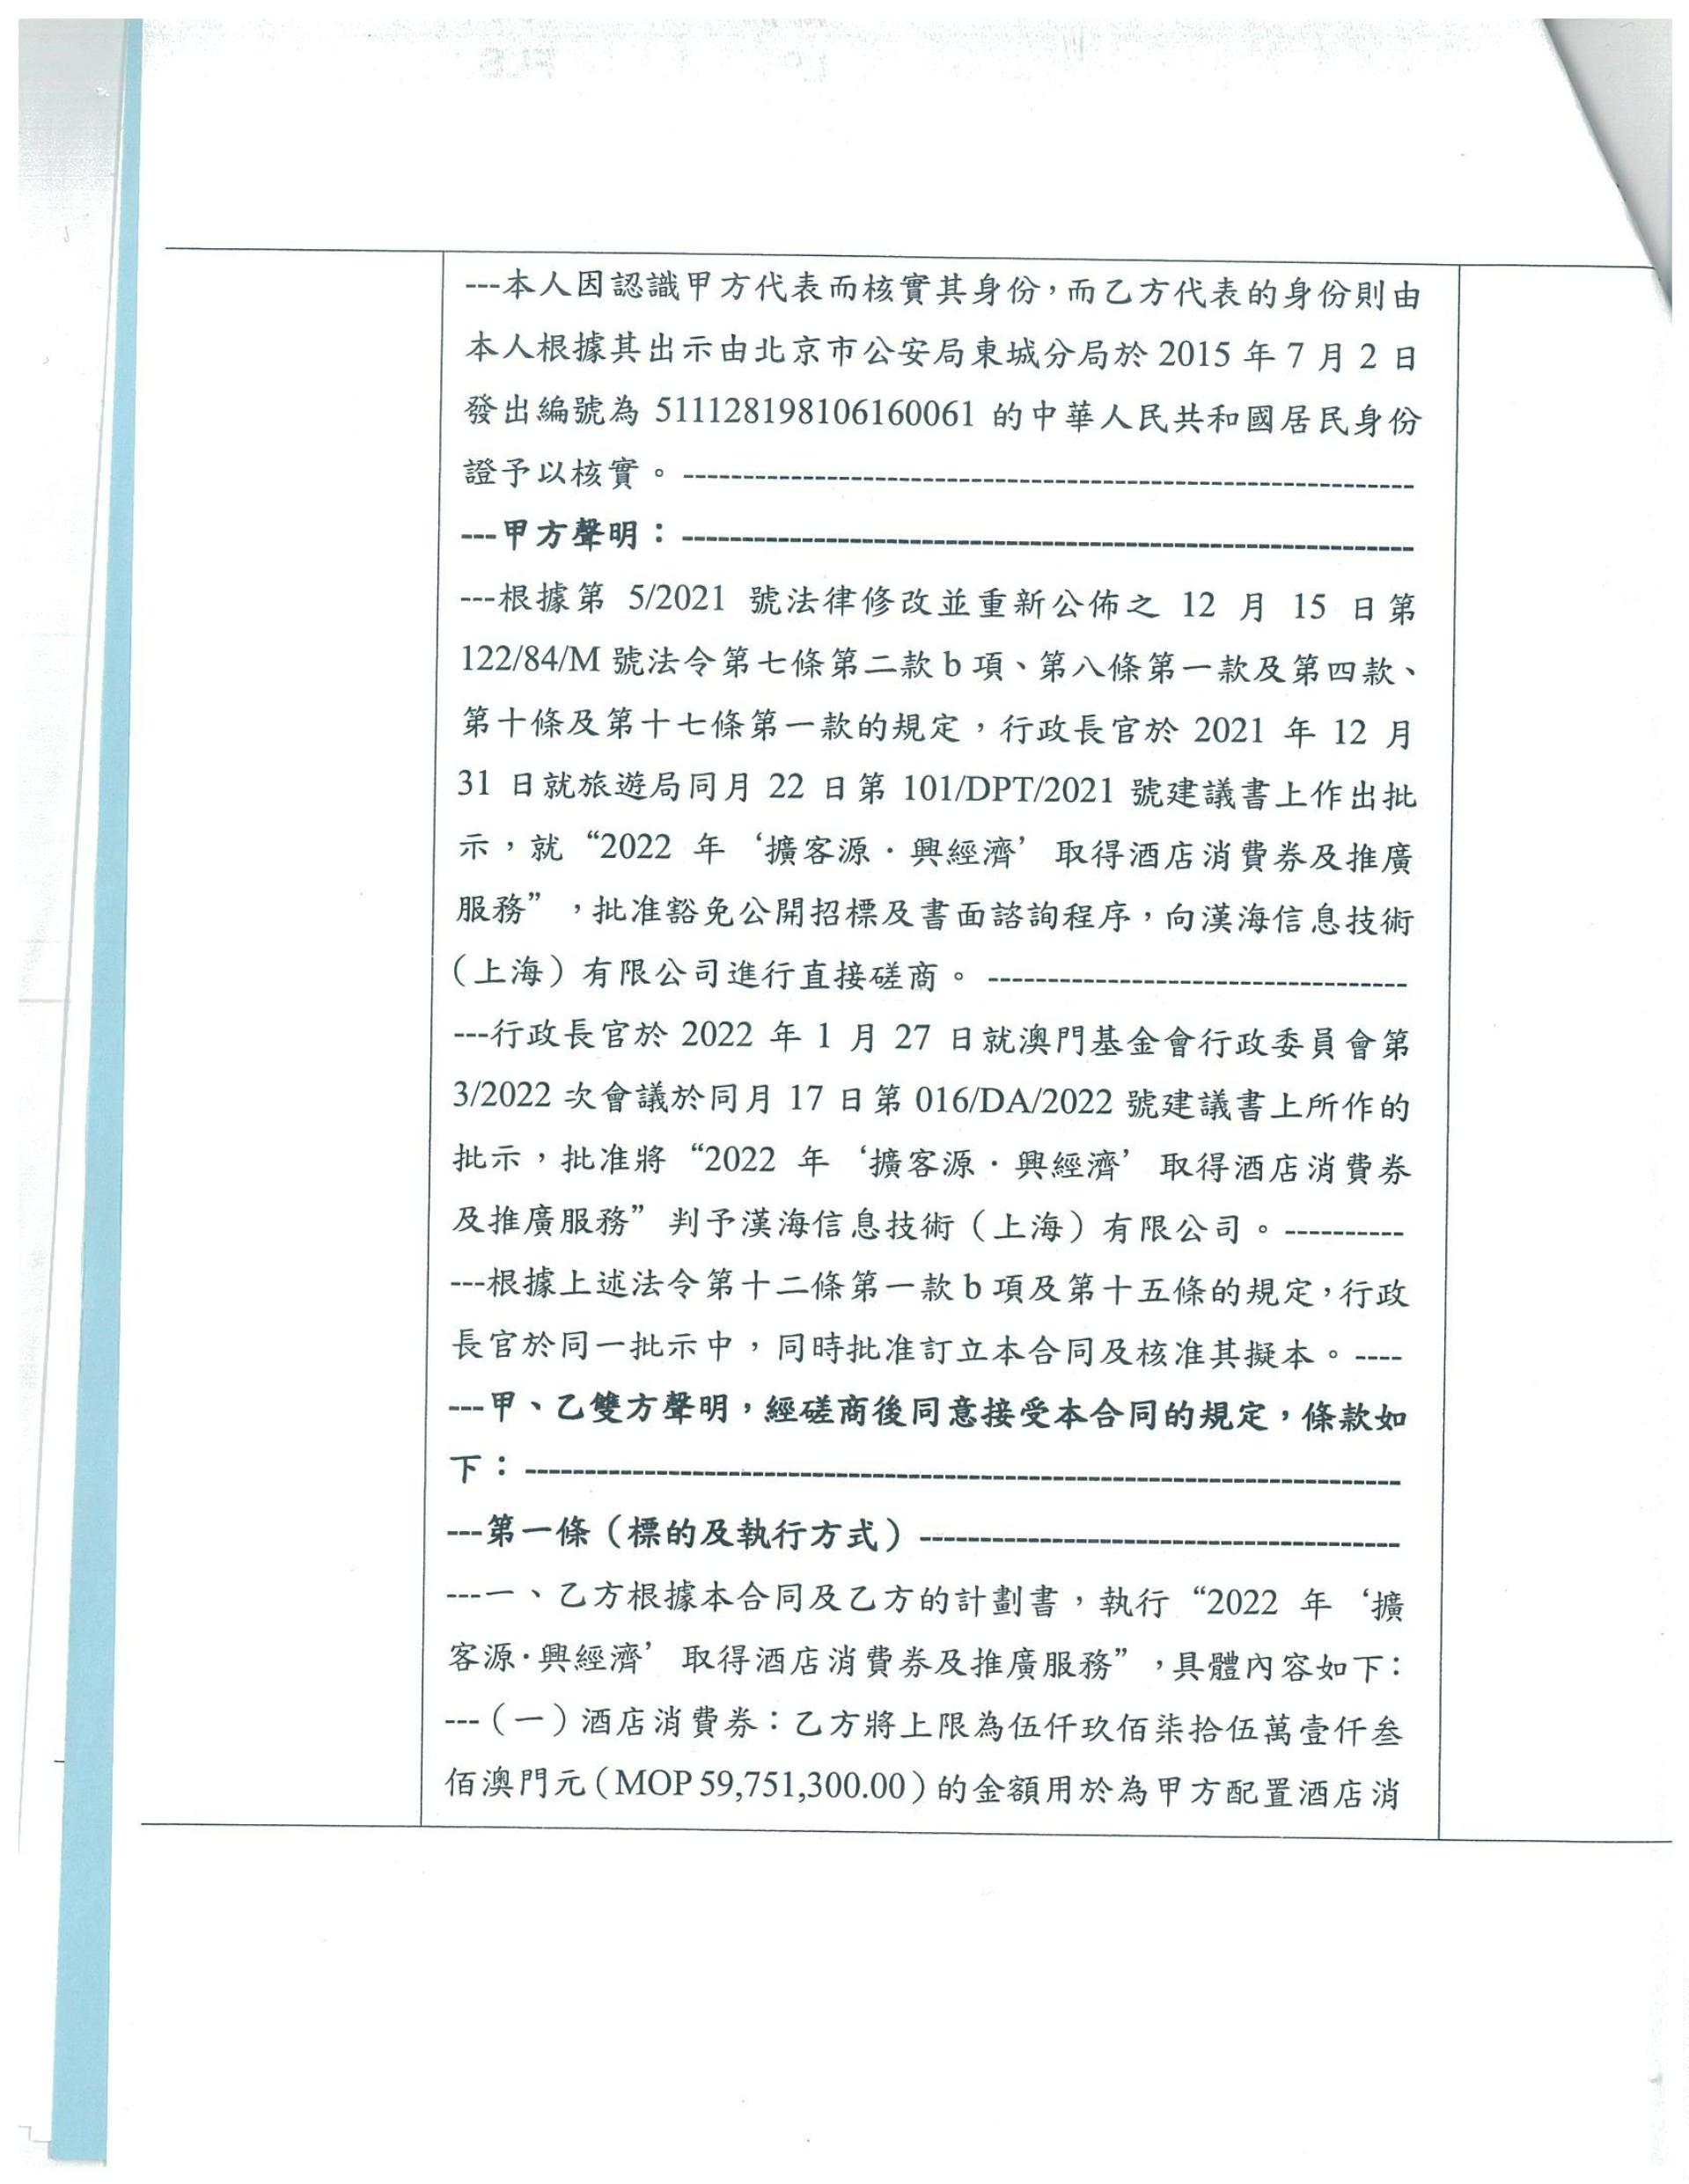 ---本人因認識甲方代表而核實其身份，而乙方代表的身份則由
本人根據其出示由北京市公安局東城分局於 2015 年 7 月 2 日
發出編號為 511128198106160061 的中華人民共和國居民身份
證予以核實。------------------------------------------------------------
---甲方聲明：------------------------------------------------------------
---根據第 5/2021 號法律修改並重新公佈之 12 月 15 日第
122/84/M 號法令第七條第二款 b 項、第八條第一款及第四款、
第十條及第十七條第一款的規定，行政長官於 2021 年 12 月
31 日就旅遊局同月 22 日第 101/DPT/2021 號建議書上作出批
示，就“2022 年‘擴客源．興經濟’取得酒店消費券及推廣
服務”，批准豁免公開招標及書面諮詢程序，向漢海信息技術
（上海）有限公司進行直接磋商。-----------------------------------
---行政長官於 2022 年 1 月 27 日就澳門基金會行政委員會第
3/2022 次會議於同月 17 日第 016/DA/2022 號建議書上所作的
批示，批准將“2022 年‘擴客源．興經濟’取得酒店消費券
及推廣服務”判予漢海信息技術（上海）有限公司。----------
---根據上述法令第十二條第一款 b 項及第十五條的規定，行政
長官於同一批示中，同時批准訂立本合同及核准其擬本。----
---甲、乙雙方聲明，經磋商後同意接受本合同的規定，條款如
下：------------------------------------------------------------------------
---第一條（標的及執行方式）----------------------------------------
---一、乙方根據本合同及乙方的計劃書，執行“2022 年‘擴
客源．興經濟’取得酒店消費券及推廣服務”，具體內容如下：
---（一）酒店消費券：乙方將上限為伍仟玖佰柒拾伍萬壹仟叁
佰澳門元（MOP 59,751,300.00）的金額用於為甲方配置酒店消